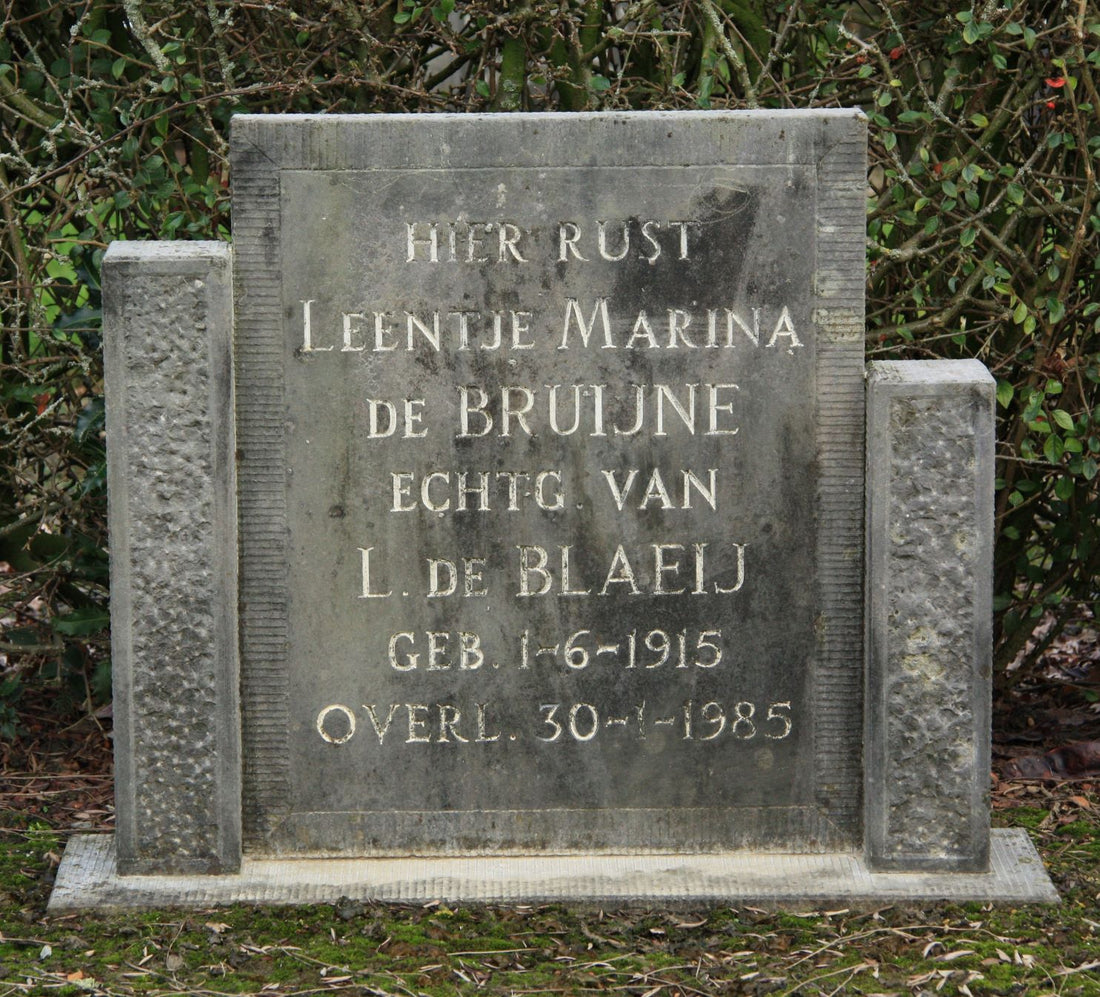 HIER RUST
LEENTJE MARINA
DE BRUIJNE
ECHTG. VAN
L. DE BLAEIJ
GEB. 1-6-1915
OVERL. 30-1-1985